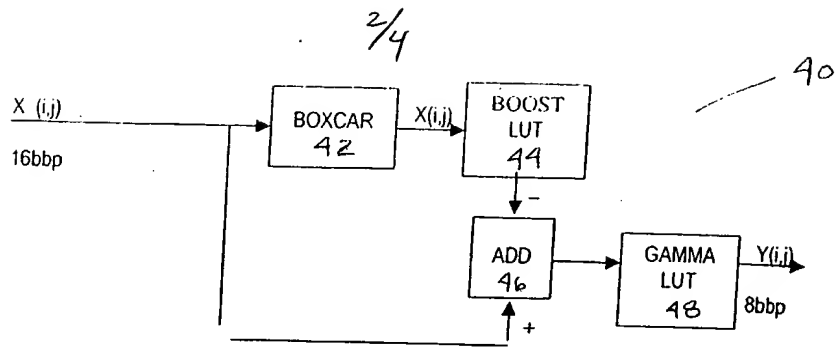 2/4
40
X (i,j)
16bbp
BOXCAR
42
X(i,j)
BOOST
LUT
44
−
ADD
46
+
GAMMA
LUT
48
Y(i,j)
8bbp